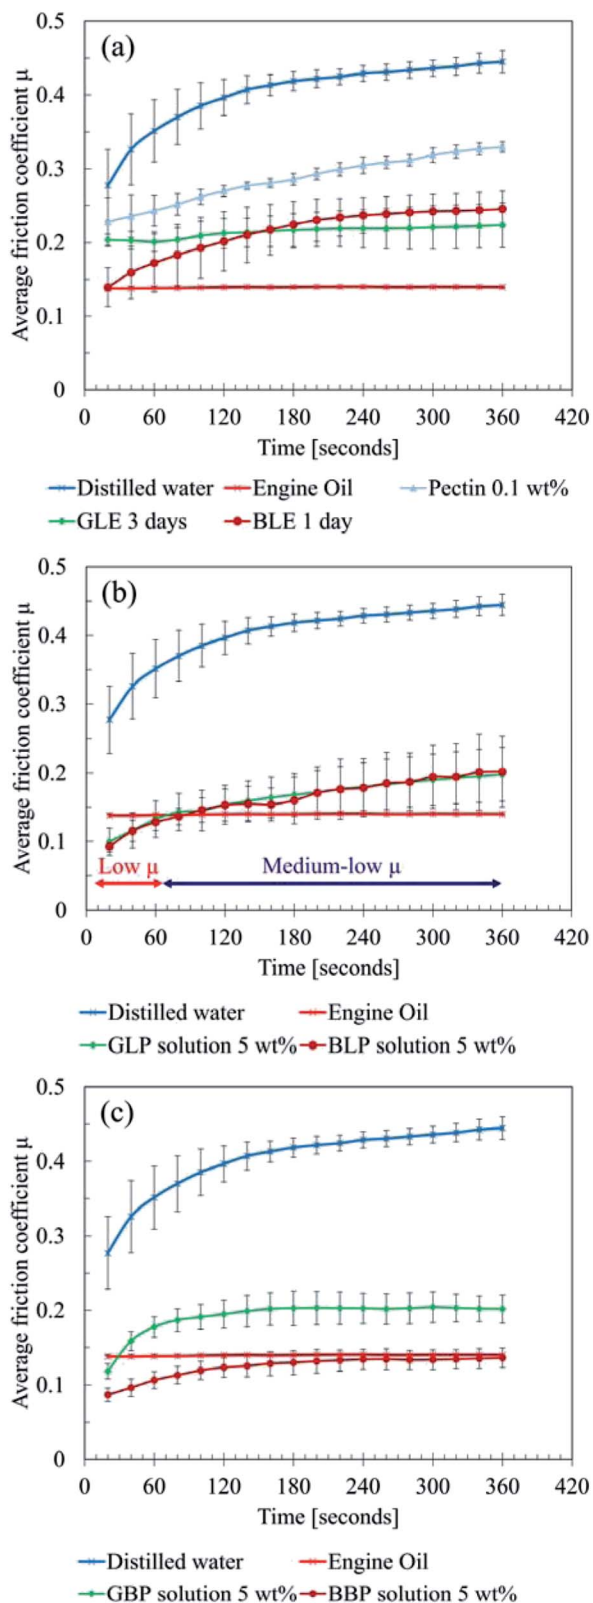 (a)
Average friction coefficient μ
0.5
0.4
0.3
0.2
0.1
0
0 60 120 180 240 300 360 420
Time [seconds]
Distilled water Engine Oil Pectin 0.1 wt%
GLE 3 days BLE 1 day
(b)
Average friction coefficient μ
0.5
0.4
0.3
0.2
0.1
0
Low μ Medium-low μ
0 60 120 180 240 300 360 420
Time [seconds]
Distilled water Engine Oil
GLP solution 5 wt% BLP solution 5 wt%
(c)
Average friction coefficient μ
0.5
0.4
0.3
0.2
0.1
0
0 60 120 180 240 300 360 420
Time [seconds]
Distilled water Engine Oil
GBP solution 5 wt% BBP solution 5 wt%